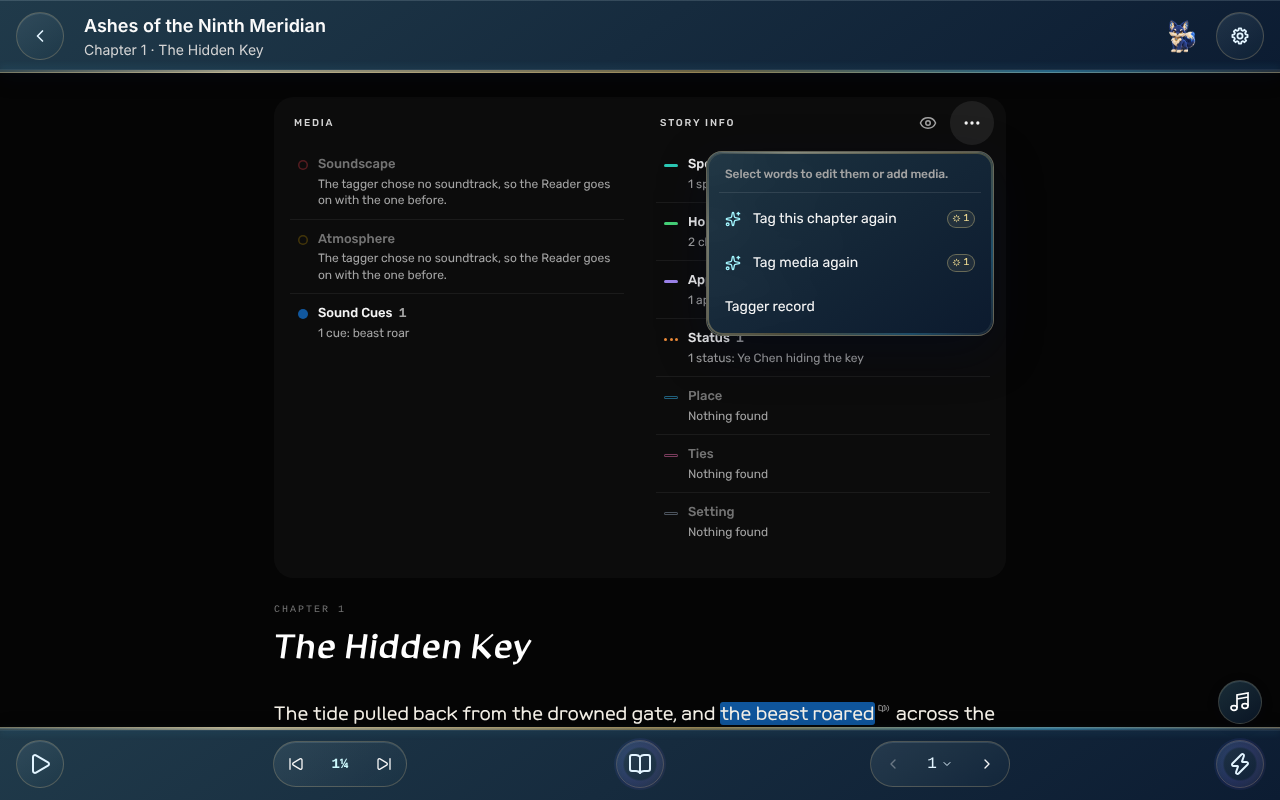 Ashes of the Ninth Meridian
Chapter 1 · The Hidden Key
MEDIA
Soundscape
The tagger chose no soundtrack, so the Reader goes
on with the one before.
Atmosphere
The tagger chose no soundtrack, so the Reader goes
on with the one before.
Sound Cues 1
1 cue: beast roar
STORY INFO
Select words to edit them or add media.
Tag this chapter again 1
Tag media again 1
Tagger record
Status 1
1 status: Ye Chen hiding the key
Place
Nothing found
Ties
Nothing found
Setting
Nothing found
CHAPTER 1
The Hidden Key
The tide pulled back from the drowned gate, and the beast roared across the
1¼
1